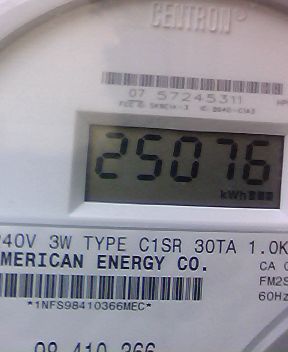 CENTRON®
07 57245311
25076
kWh
240V 3W TYPE C1SR 30TA 1.0K
AMERICAN ENERGY CO.
CA
FM2S
60Hz
*1NFS98410366MEC*
98 410 366